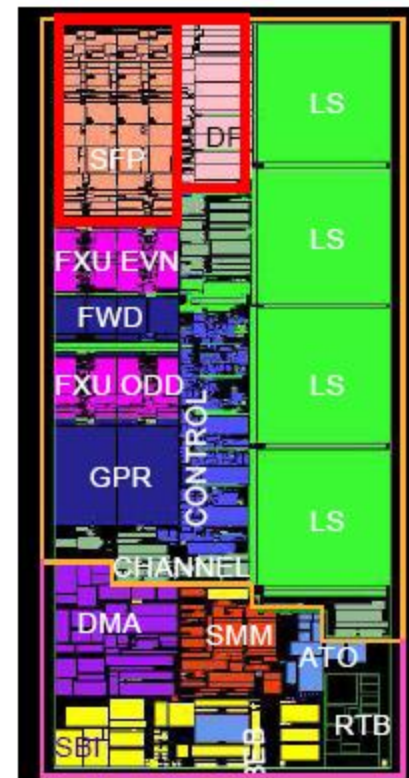 LS
DP
SFP
LS
FXU EVN
FWD
FXU ODD
LS
CONTROL
GPR
LS
CHANNEL
DMA
SMM
ATO
RTB
SBI
BEB